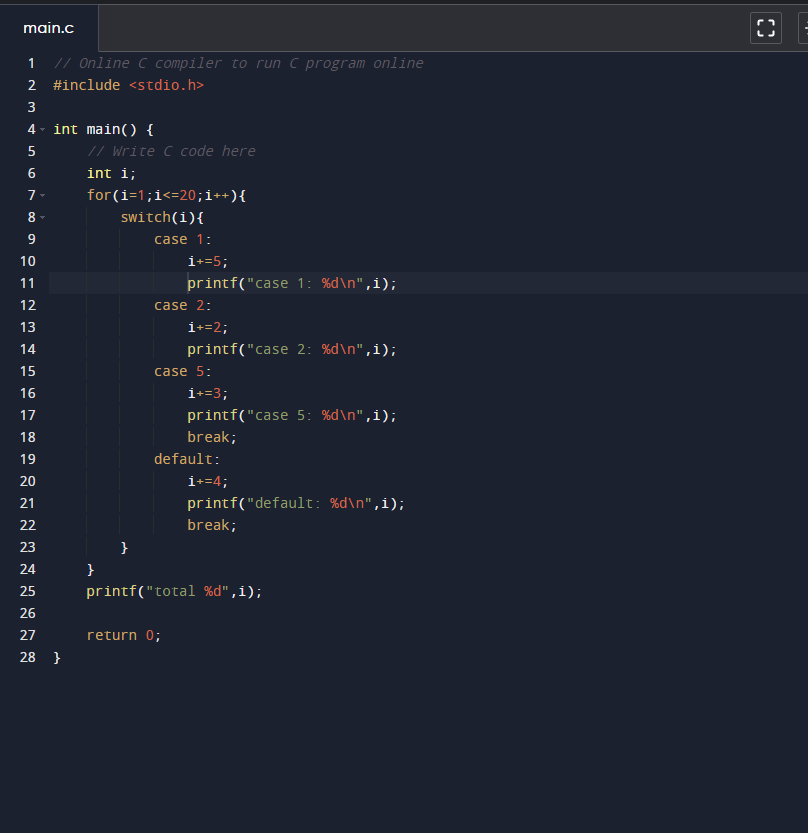 main.c
1 // Online C compiler to run C program online
2 #include <stdio.h>
3
4 int main() {
5     // Write C code here
6     int i;
7     for(i=1;i<=20;i++){
8         switch(i){
9             case 1:
10                 i+=5;
11                 printf("case 1: %d\n",i);
12             case 2:
13                 i+=2;
14                 printf("case 2: %d\n",i);
15             case 5:
16                 i+=3;
17                 printf("case 5: %d\n",i);
18                 break;
19             default:
20                 i+=4;
21                 printf("default: %d\n",i);
22                 break;
23         }
24     }
25     printf("total %d",i);
26
27     return 0;
28 }